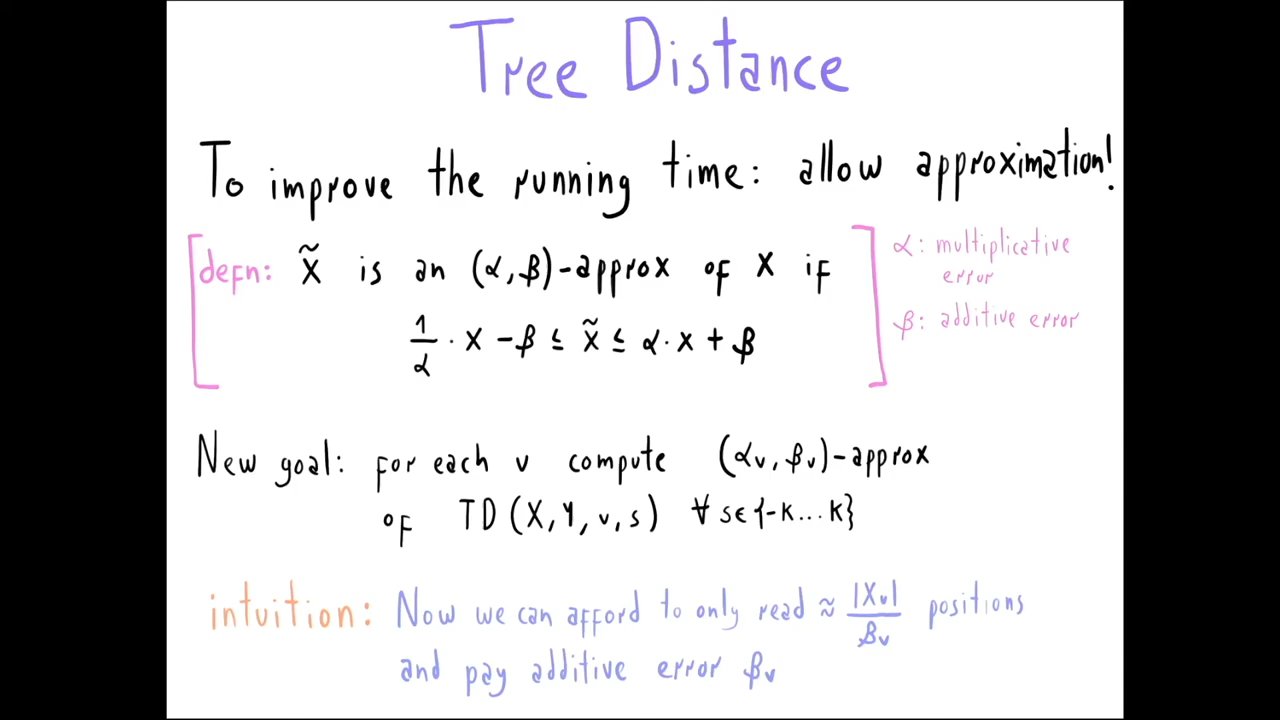 Tree Distance
To improve the running time: allow approximation!
defn: X̃ is an (α,β)-approx of X if
1/α · X - β ≤ X̃ ≤ α · X + β
α: multiplicative
error
β: additive error
New goal: for each v compute (αv, βv)-approx
of TD(X, Y, v, s) ∀ s∈{-K...K}
intuition: Now we can afford to only read ≈ |Xv|/βv positions
and pay additive error βv